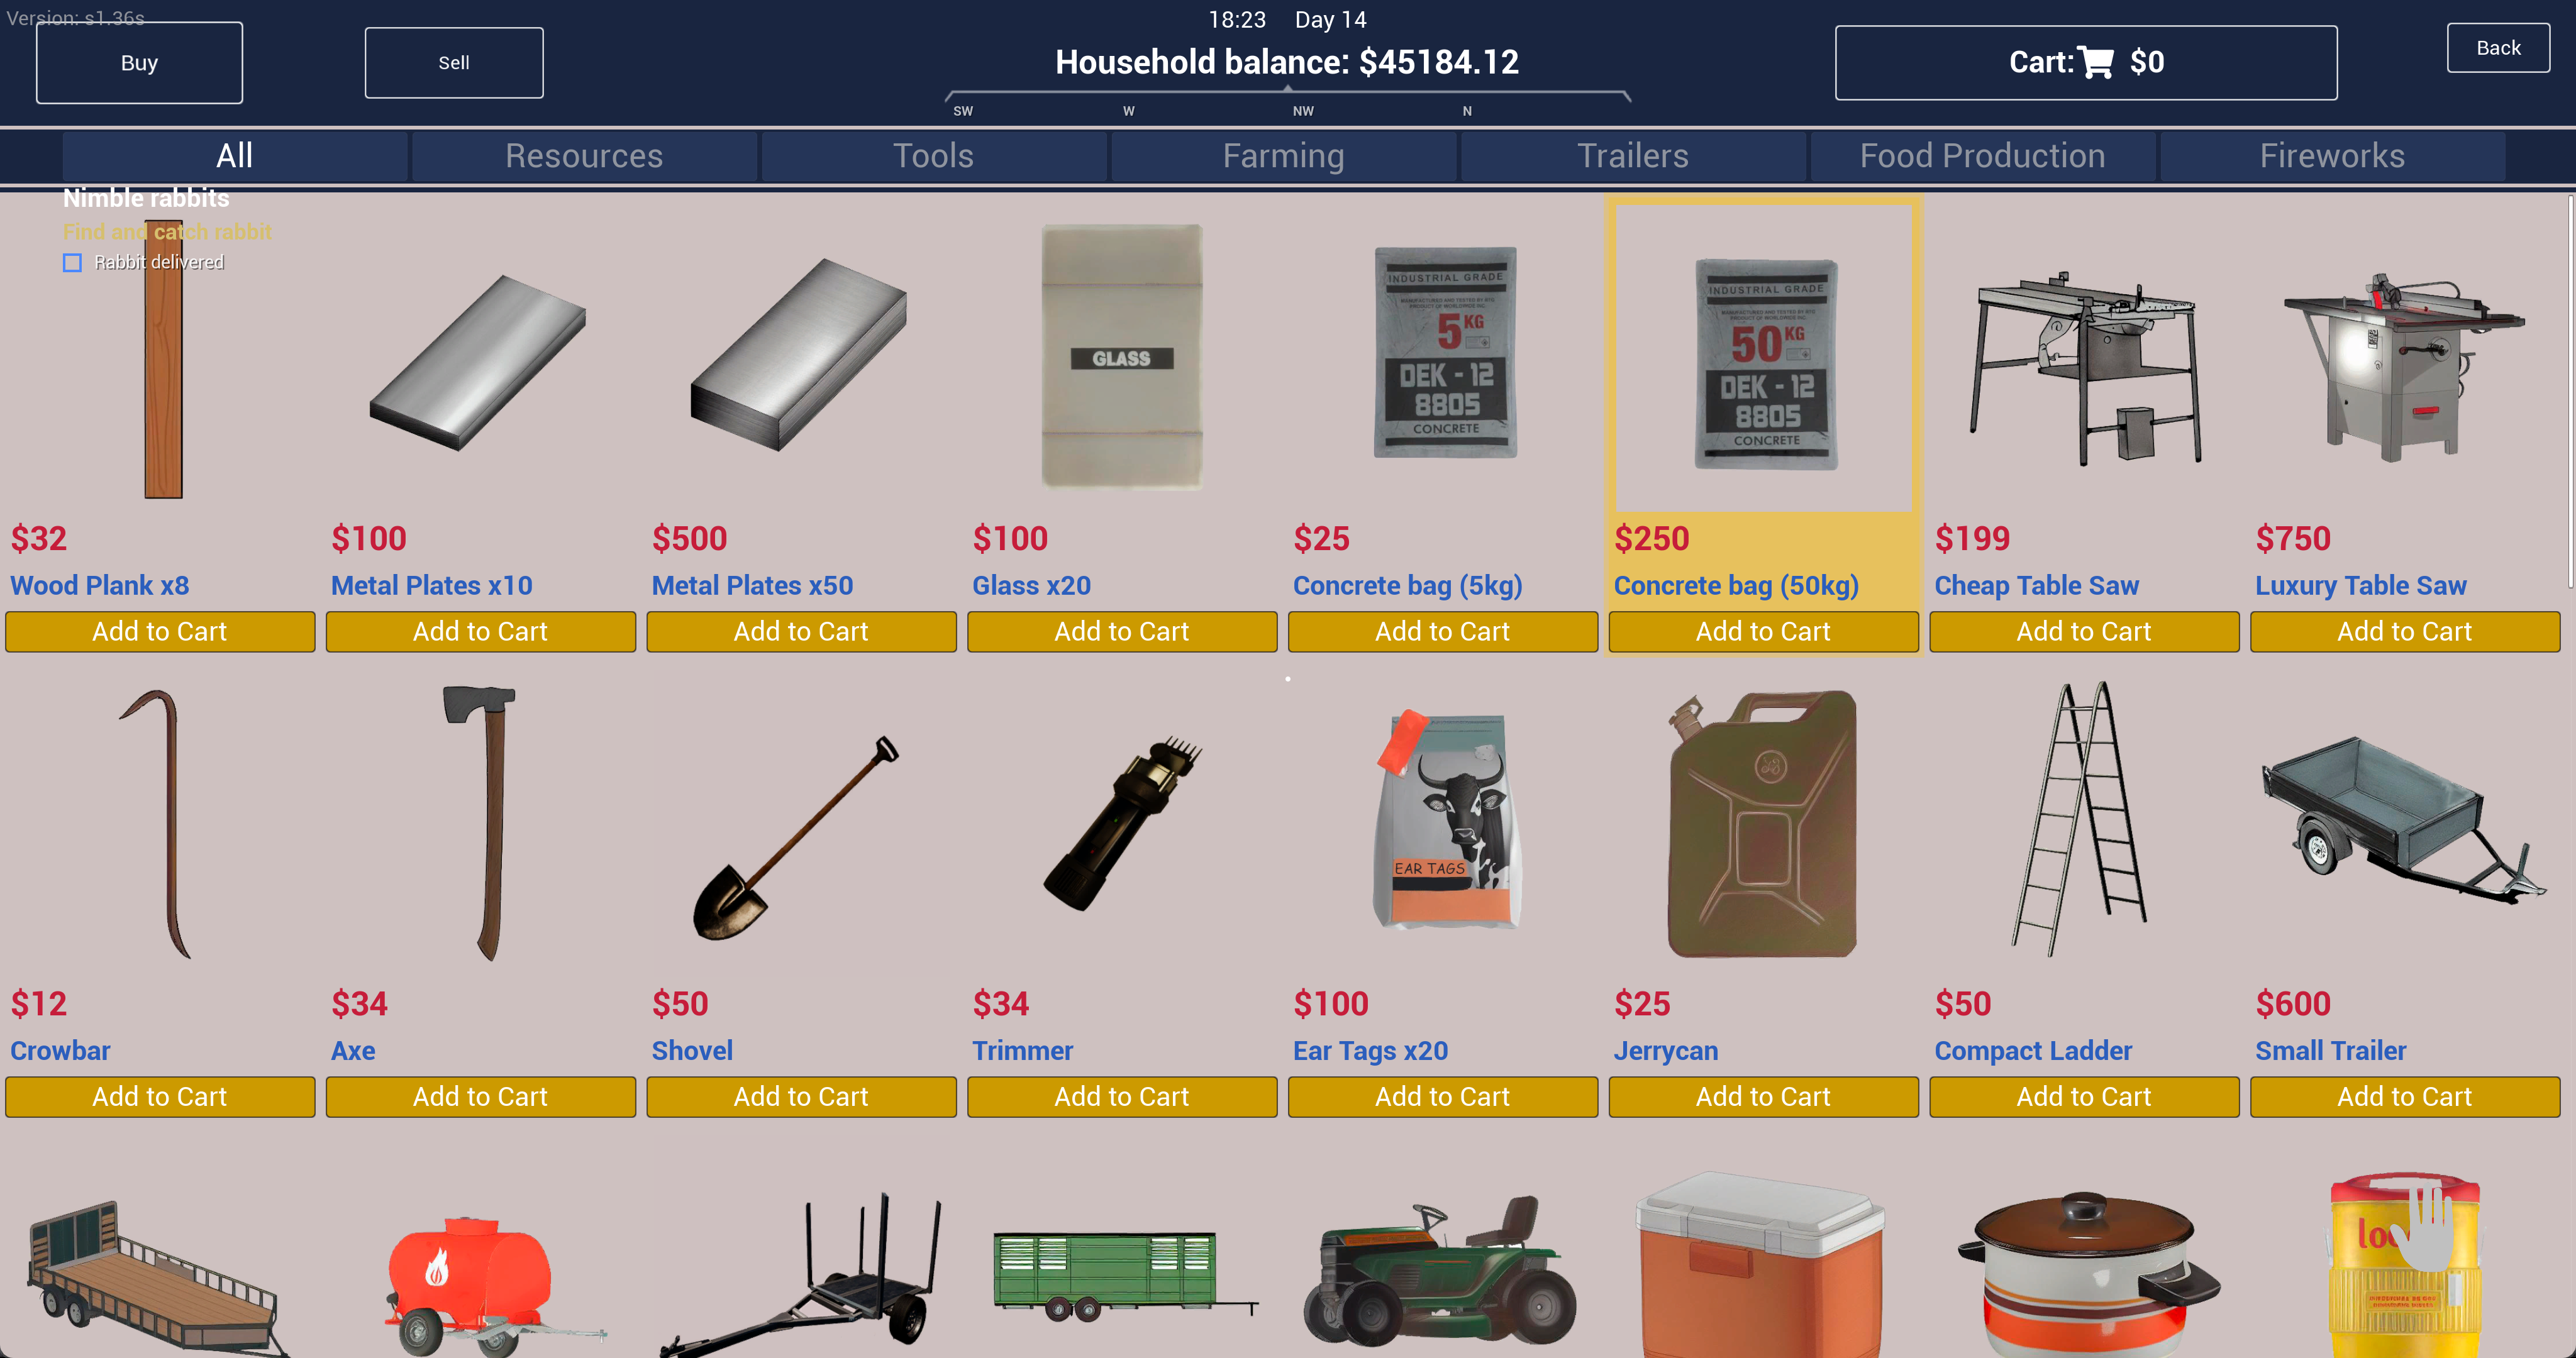 Version: s1.36s
18:23 Day 14
Buy
Sell
Household balance: $45184.12
Cart: $0
Back
SW W NW N
All
Resources
Tools
Farming
Trailers
Food Production
Fireworks
Nimble rabbits
Find and catch rabbit
Rabbit delivered
GLASS
INDUSTRIAL GRADE
5KG
DEK - 12
8805
CONCRETE
INDUSTRIAL GRADE
50KG
DEK - 12
8805
CONCRETE
$32
Wood Plank x8
Add to Cart
$100
Metal Plates x10
Add to Cart
$500
Metal Plates x50
Add to Cart
$100
Glass x20
Add to Cart
$25
Concrete bag (5kg)
Add to Cart
$250
Concrete bag (50kg)
Add to Cart
$199
Cheap Table Saw
Add to Cart
$750
Luxury Table Saw
Add to Cart
EAR TAGS
$12
Crowbar
Add to Cart
$34
Axe
Add to Cart
$50
Shovel
Add to Cart
$34
Trimmer
Add to Cart
$100
Ear Tags x20
Add to Cart
$25
Jerrycan
Add to Cart
$50
Compact Ladder
Add to Cart
$600
Small Trailer
Add to Cart